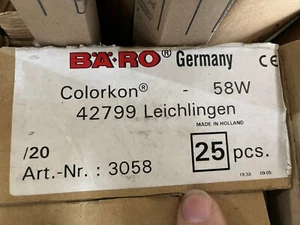 BÄ·RO® Germany CE
Colorkon® - 58W
42799 Leichlingen
MADE IN HOLLAND
/20
Art.-Nr. : 3058
25 pcs.